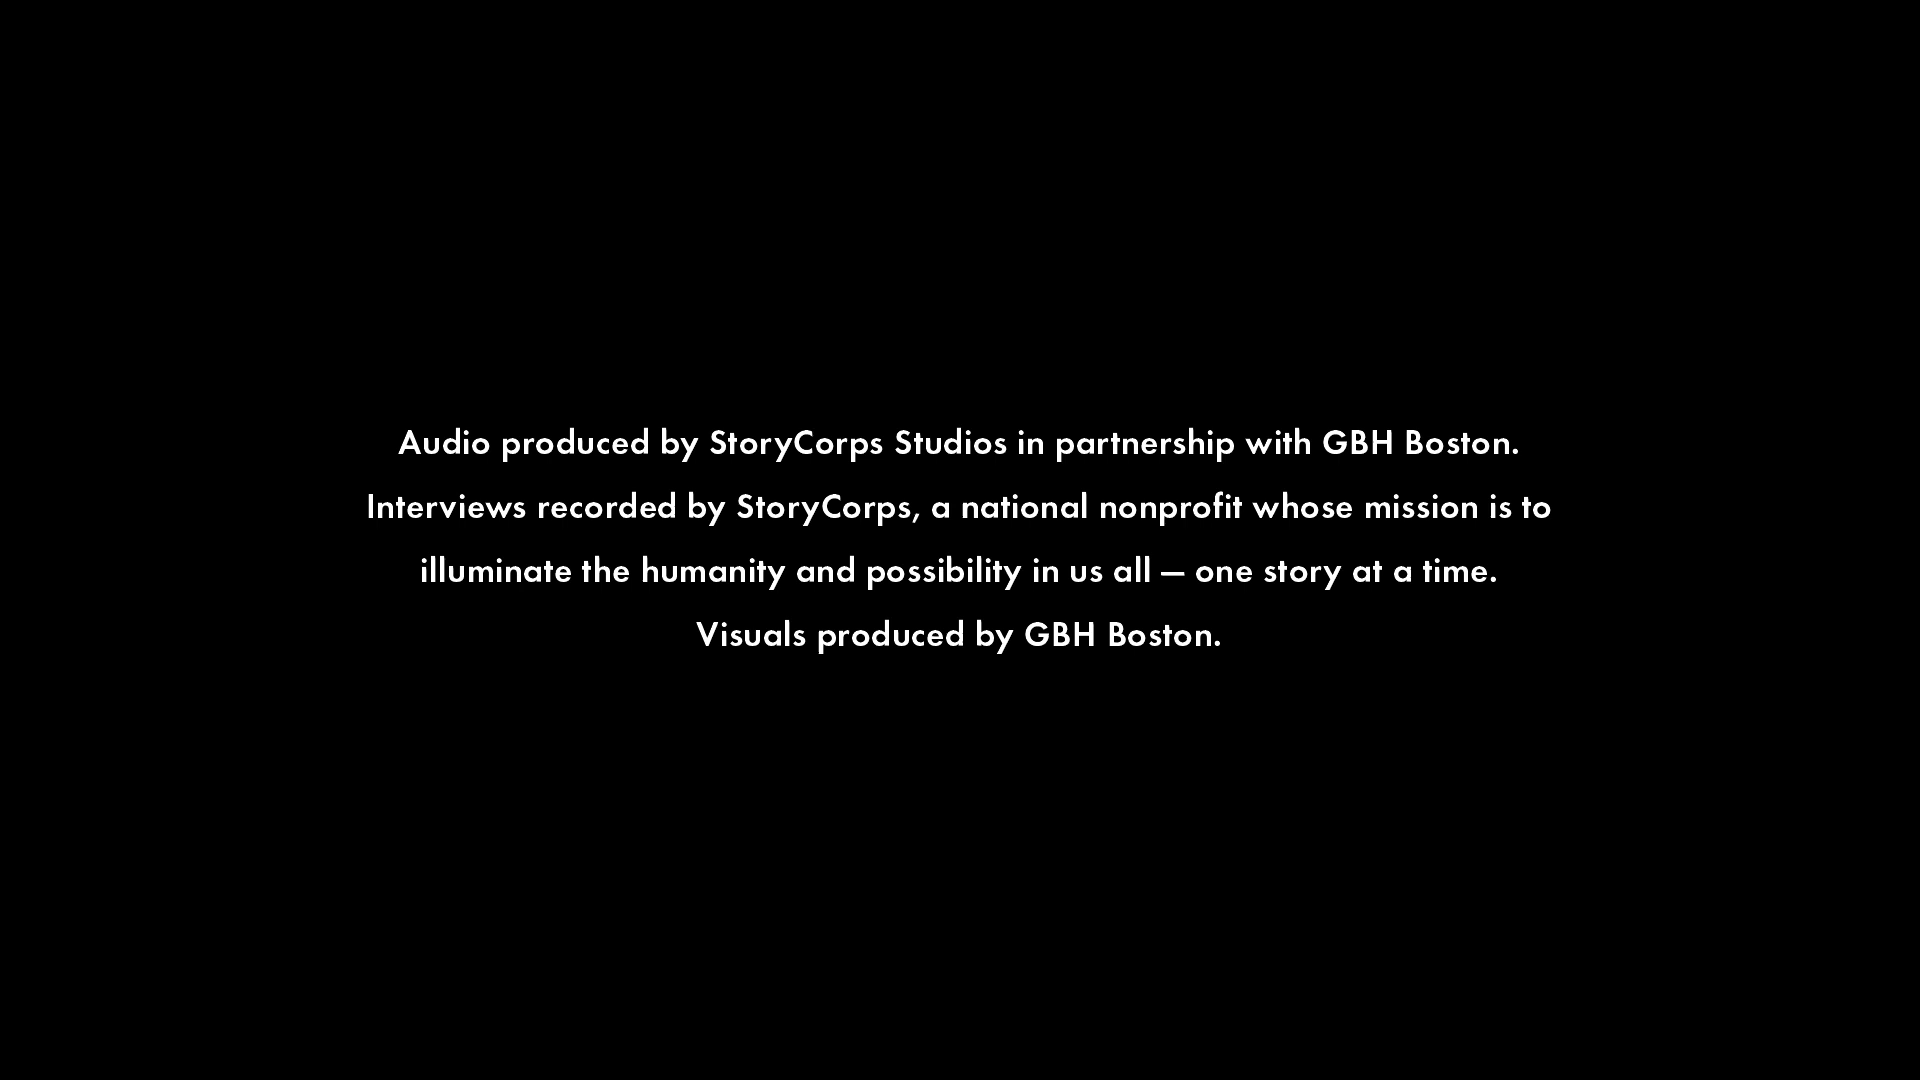 Audio produced by StoryCorps Studios in partnership with GBH Boston.
Interviews recorded by StoryCorps, a national nonprofit whose mission is to
illuminate the humanity and possibility in us all — one story at a time.
Visuals produced by GBH Boston.